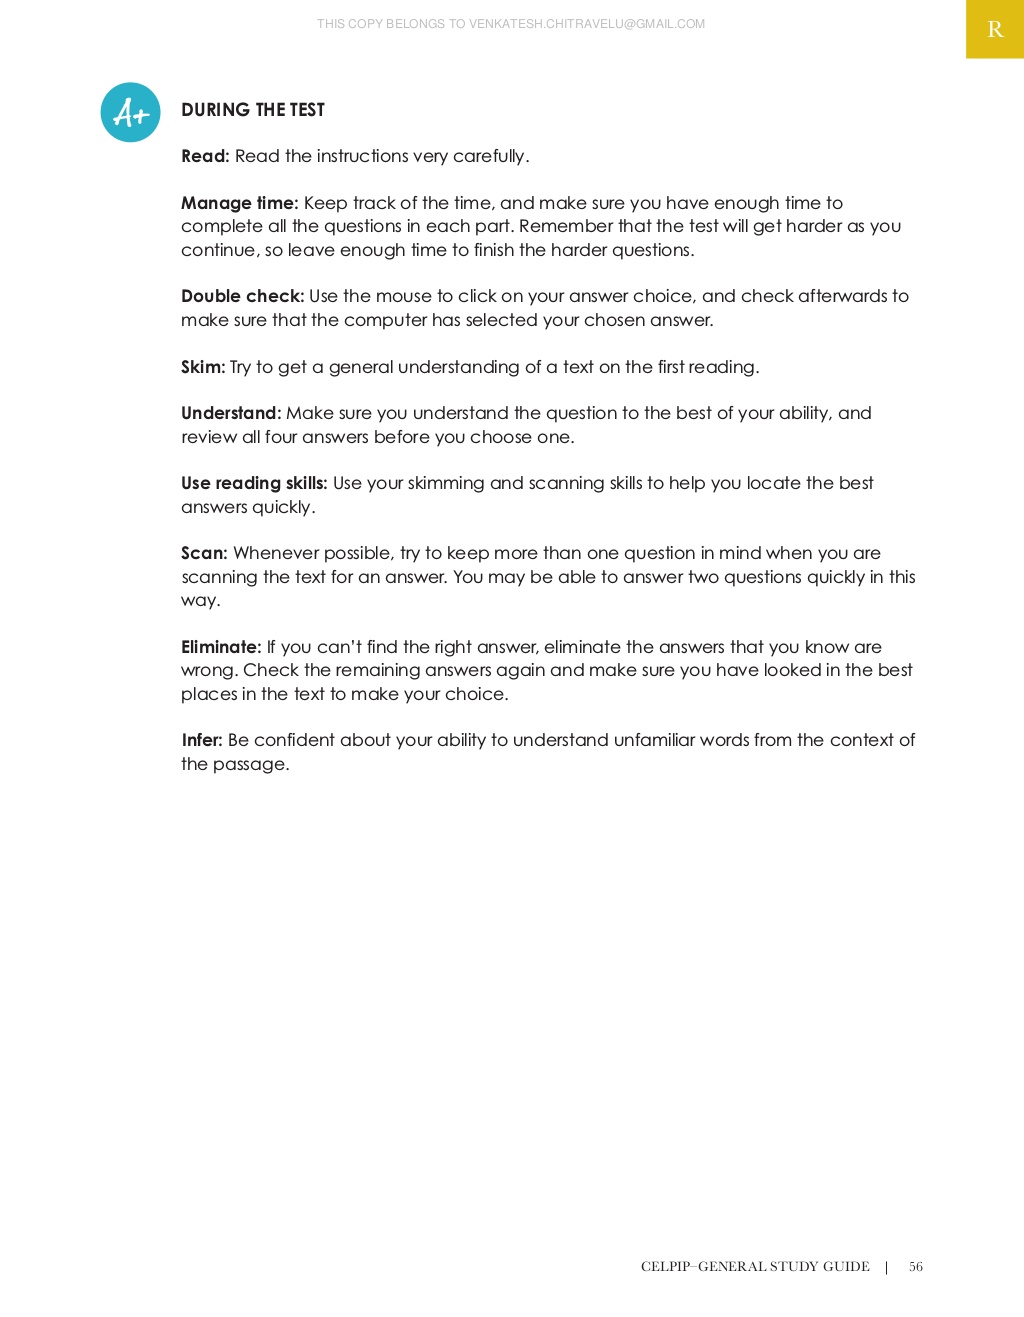 THIS COPY BELONGS TO VENKATESH.CHITRAVELU@GMAIL.COM
R
A+
DURING THE TEST
Read: Read the instructions very carefully.
Manage time: Keep track of the time, and make sure you have enough time to
complete all the questions in each part. Remember that the test will get harder as you
continue, so leave enough time to finish the harder questions.
Double check: Use the mouse to click on your answer choice, and check afterwards to
make sure that the computer has selected your chosen answer.
Skim: Try to get a general understanding of a text on the first reading.
Understand: Make sure you understand the question to the best of your ability, and
review all four answers before you choose one.
Use reading skills: Use your skimming and scanning skills to help you locate the best
answers quickly.
Scan: Whenever possible, try to keep more than one question in mind when you are
scanning the text for an answer. You may be able to answer two questions quickly in this
way.
Eliminate: If you can’t find the right answer, eliminate the answers that you know are
wrong. Check the remaining answers again and make sure you have looked in the best
places in the text to make your choice.
Infer: Be confident about your ability to understand unfamiliar words from the context of
the passage.
CELPIP–GENERAL STUDY GUIDE | 56